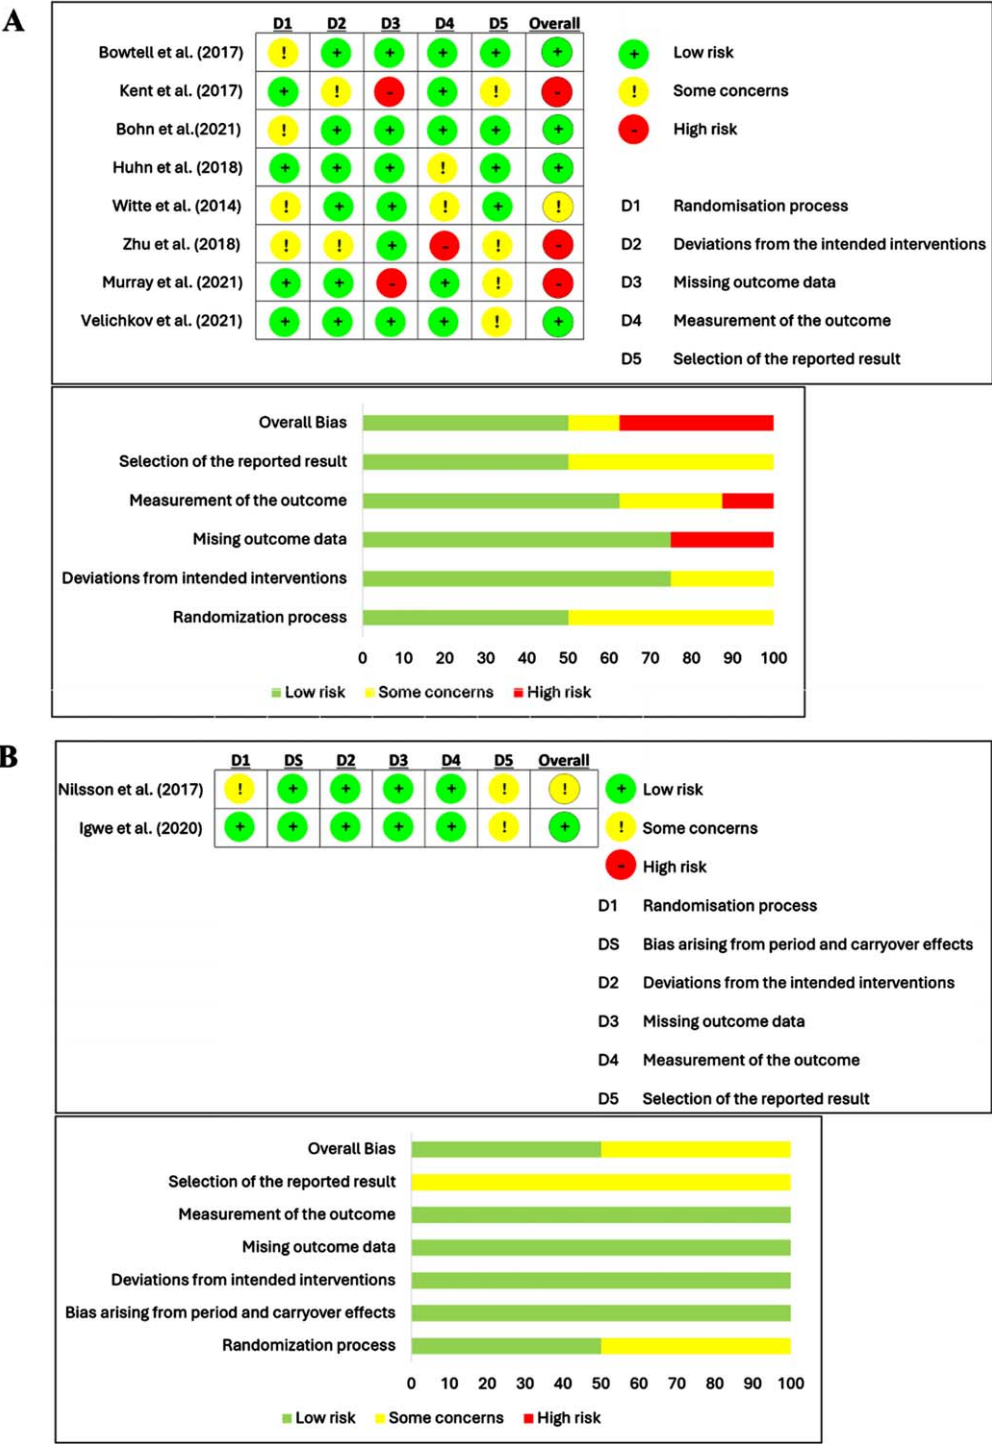 A
D1 D2 D3 D4 D5 Overall
Bowtell et al. (2017) ! + + + + + + Low risk
Kent et al. (2017) + ! - + ! - ! Some concerns
Bohn et al.(2021) ! + + + + + - High risk
Huhn et al. (2018) + + + ! + +
Witte et al. (2014) ! + + ! + ! D1 Randomisation process
Zhu et al. (2018) ! ! + - ! - D2 Deviations from the intended interventions
Murray et al. (2021) + + - + ! - D3 Missing outcome data
Velichkov et al. (2021) + + + + ! + D4 Measurement of the outcome
D5 Selection of the reported result
Overall Bias
Selection of the reported result
Measurement of the outcome
Mising outcome data
Deviations from intended interventions
Randomization process
0 10 20 30 40 50 60 70 80 90 100
Low risk Some concerns High risk
B
D1 DS D2 D3 D4 D5 Overall
Nilsson et al. (2017) ! + + + + ! ! + Low risk
Igwe et al. (2020) + + + + + ! + ! Some concerns
- High risk
D1 Randomisation process
DS Bias arising from period and carryover effects
D2 Deviations from the intended interventions
D3 Missing outcome data
D4 Measurement of the outcome
D5 Selection of the reported result
Overall Bias
Selection of the reported result
Measurement of the outcome
Mising outcome data
Deviations from intended interventions
Bias arising from period and carryover effects
Randomization process
0 10 20 30 40 50 60 70 80 90 100
Low risk Some concerns High risk